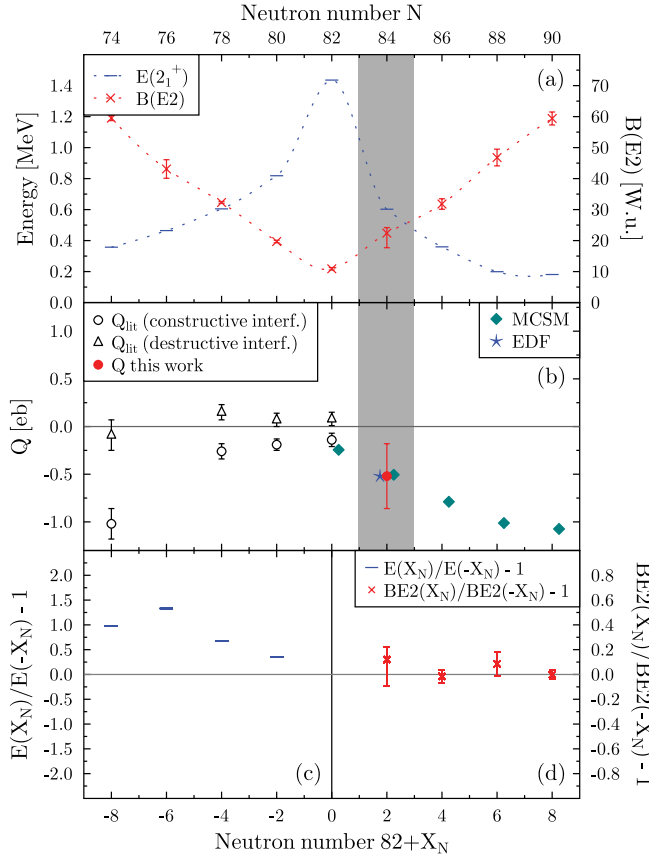 Neutron number N
74 76 78 80 82 84 86 88 90
E(2₁⁺)
B(E2)
(a)
Energy [MeV]
1.4
1.2
1.0
0.8
0.6
0.4
0.2
0.0
B(E2) [W.u.]
70
60
50
40
30
20
10
0
Q_lit (constructive interf.)
Q_lit (destructive interf.)
Q this work
MCSM
EDF
(b)
Q [eb]
1.0
0.5
0.0
-0.5
-1.0
E(X_N)/E(-X_N) - 1
BE2(X_N)/BE2(-X_N) - 1
E(X_N)/E(-X_N) - 1
2.0
1.5
1.0
0.5
0.0
-0.5
-1.0
-1.5
-2.0
BE2(X_N)/BE2(-X_N) - 1
0.8
0.6
0.4
0.2
0.0
-0.2
-0.4
-0.6
-0.8
(c)
(d)
-8 -6 -4 -2 0 2 4 6 8
Neutron number 82+X_N